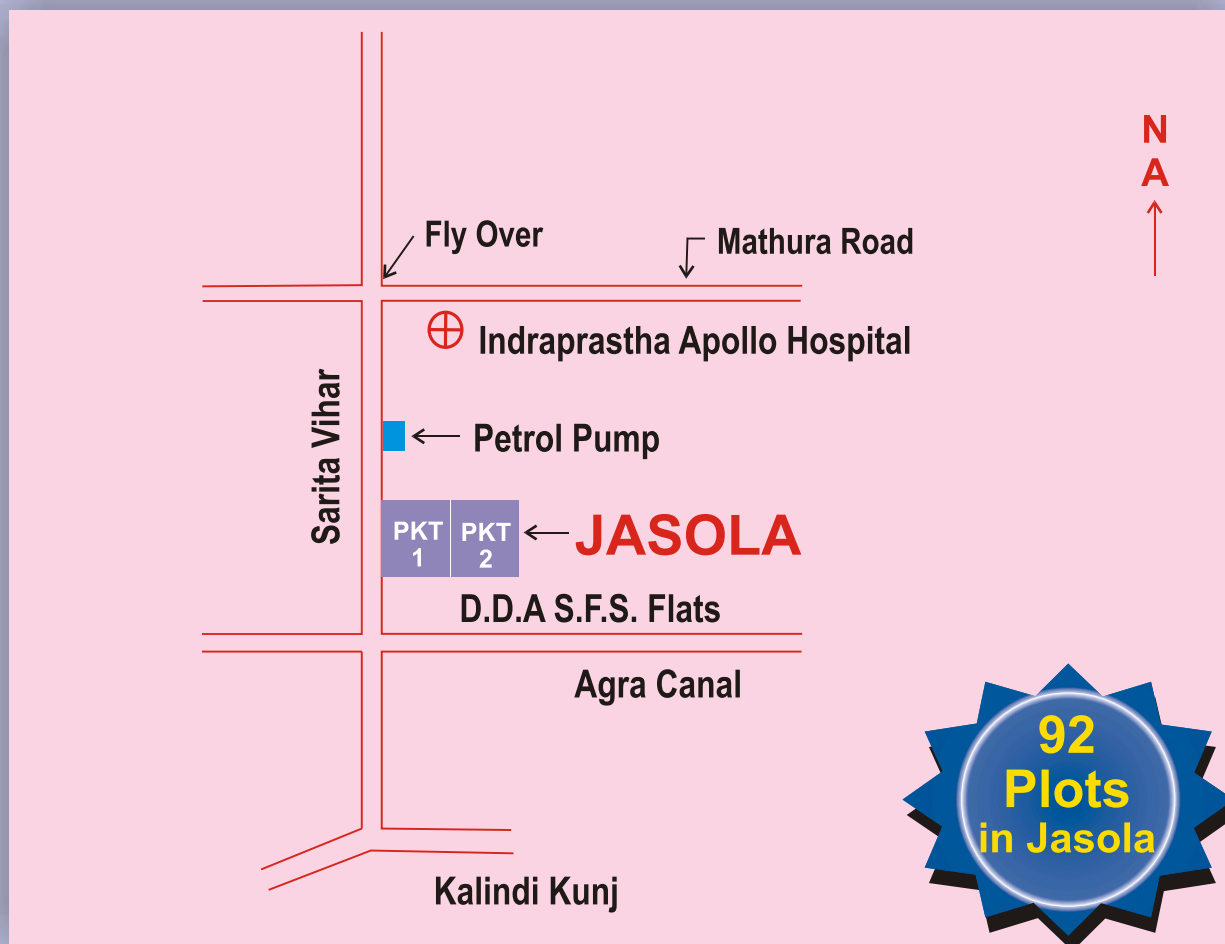 N
A
Fly Over
Mathura Road
Indraprastha Apollo Hospital
Sarita Vihar
Petrol Pump
PKT
1
PKT
2
JASOLA
D.D.A S.F.S. Flats
Agra Canal
92
Plots
in Jasola
Kalindi Kunj